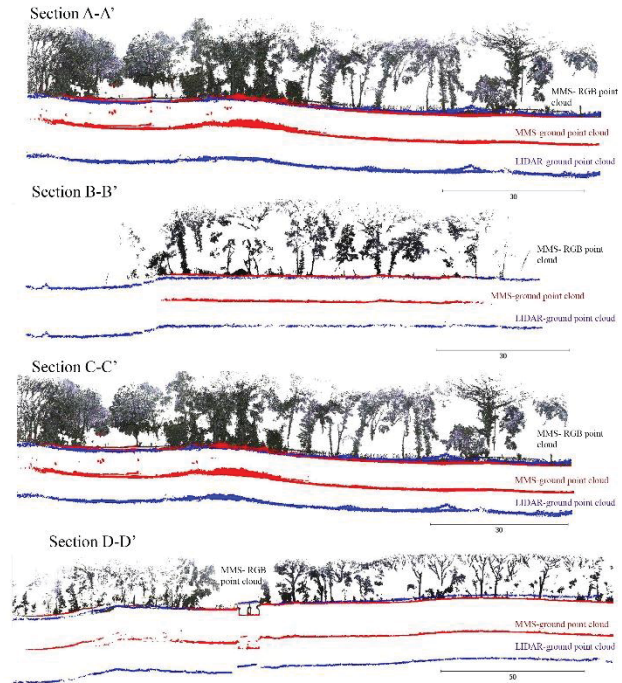 Section A-A’
MMS- RGB point
cloud
MMS-ground point cloud
LIDAR-ground point cloud
30
Section B-B’
MMS- RGB point
cloud
MMS-ground point cloud
LIDAR-ground point cloud
30
Section C-C’
MMS- RGB point
cloud
MMS-ground point cloud
LIDAR-ground point cloud
30
Section D-D’
MMS- RGB
point cloud
MMS-ground point cloud
LIDAR-ground point cloud
50